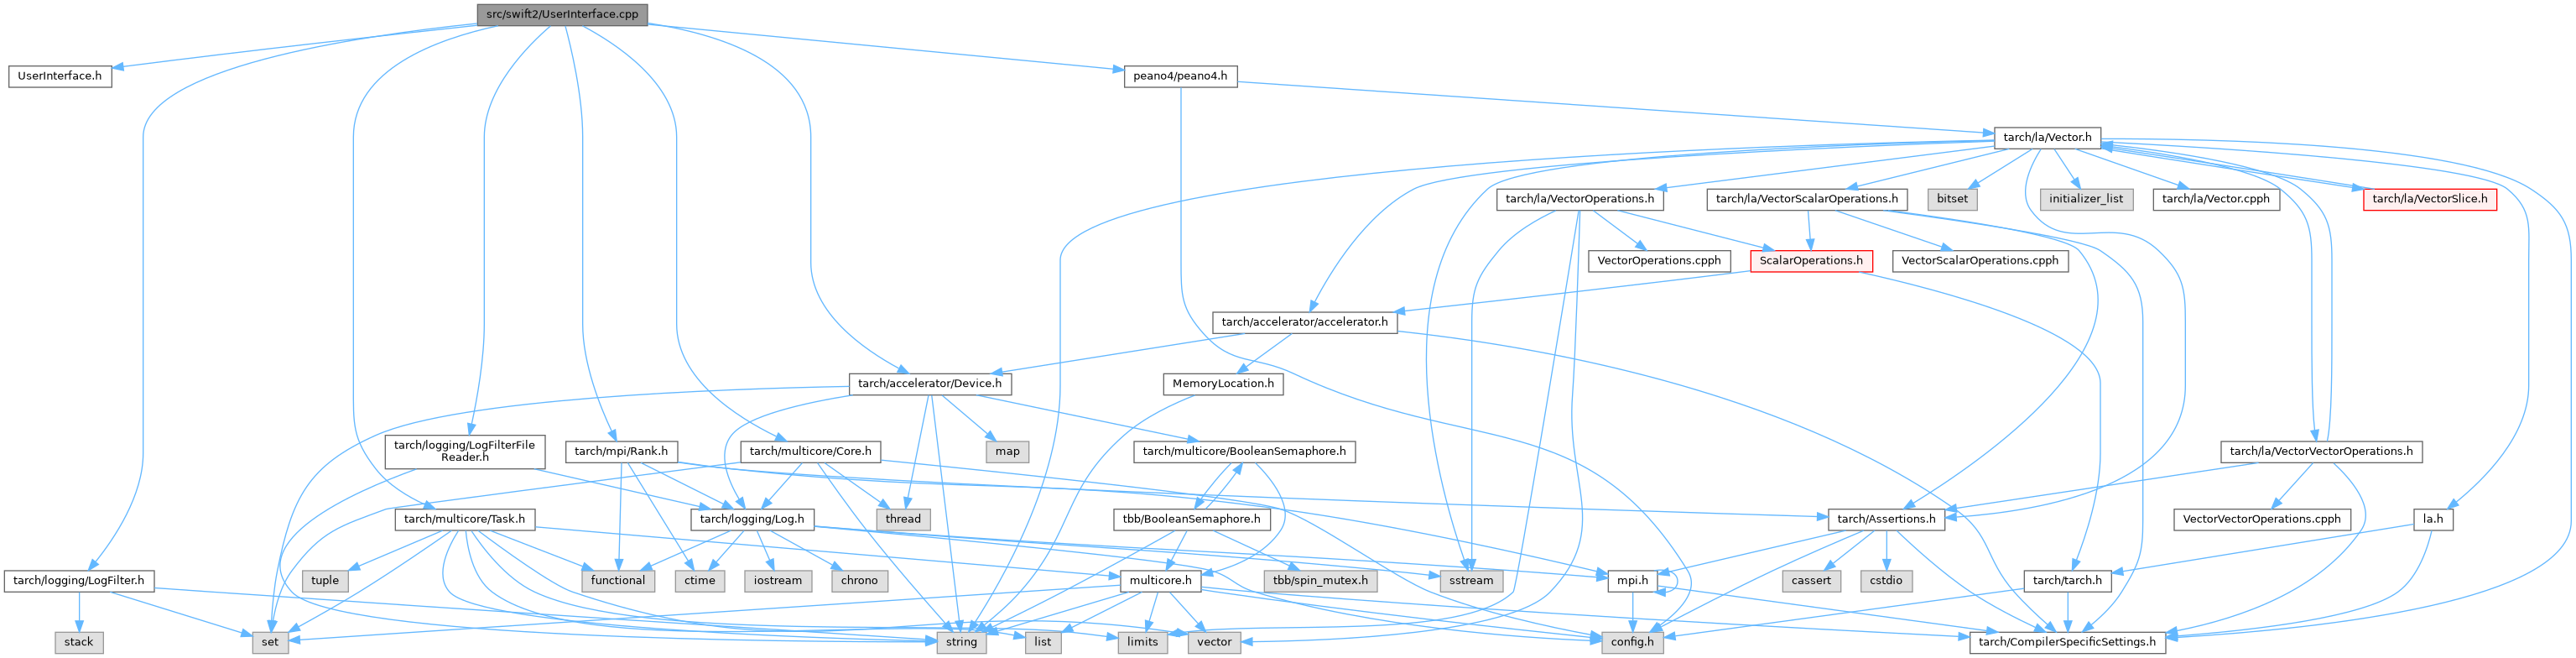 src/swift2/UserInterface.cpp
UserInterface.h
peano4/peano4.h
tarch/la/Vector.h
tarch/la/VectorOperations.h
tarch/la/VectorScalarOperations.h
bitset
initializer_list
tarch/la/Vector.cpph
tarch/la/VectorSlice.h
VectorOperations.cpph
ScalarOperations.h
VectorScalarOperations.cpph
tarch/accelerator/accelerator.h
tarch/accelerator/Device.h
MemoryLocation.h
tarch/logging/LogFilterFile
Reader.h
tarch/mpi/Rank.h
tarch/multicore/Core.h
map
tarch/multicore/BooleanSemaphore.h
tarch/la/VectorVectorOperations.h
tarch/multicore/Task.h
tarch/logging/Log.h
thread
tbb/BooleanSemaphore.h
tarch/Assertions.h
VectorVectorOperations.cpph
la.h
tarch/logging/LogFilter.h
tuple
functional
ctime
iostream
chrono
multicore.h
tbb/spin_mutex.h
sstream
mpi.h
cassert
cstdio
tarch/tarch.h
stack
set
string
list
limits
vector
config.h
tarch/CompilerSpecificSettings.h